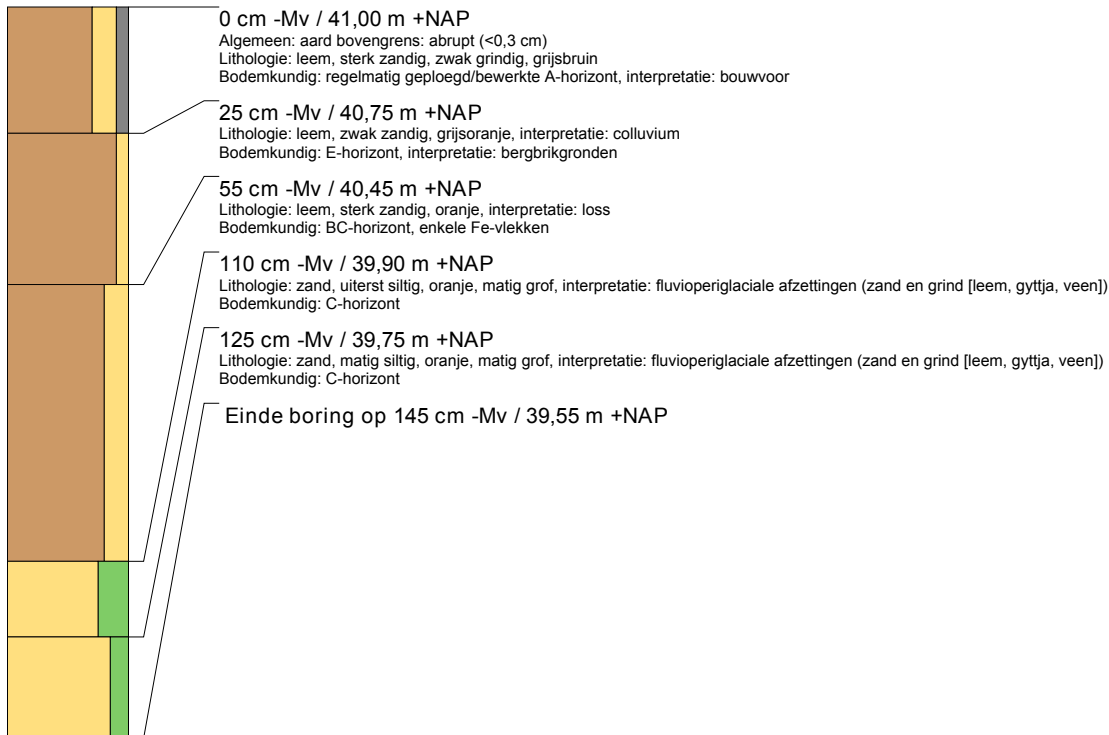 0 cm -Mv / 41,00 m +NAP
Algemeen: aard bovengrens: abrupt (<0,3 cm)
Lithologie: leem, sterk zandig, zwak grindig, grijsbruin
Bodemkundig: regelmatig geploegd/bewerkte A-horizont, interpretatie: bouwvoor
25 cm -Mv / 40,75 m +NAP
Lithologie: leem, zwak zandig, grijsoranje, interpretatie: colluvium
Bodemkundig: E-horizont, interpretatie: bergbrikgronden
55 cm -Mv / 40,45 m +NAP
Lithologie: leem, sterk zandig, oranje, interpretatie: loss
Bodemkundig: BC-horizont, enkele Fe-vlekken
110 cm -Mv / 39,90 m +NAP
Lithologie: zand, uiterst siltig, oranje, matig grof, interpretatie: fluvioperiglaciale afzettingen (zand en grind [leem, gyttja, veen])
Bodemkundig: C-horizont
125 cm -Mv / 39,75 m +NAP
Lithologie: zand, matig siltig, oranje, matig grof, interpretatie: fluvioperiglaciale afzettingen (zand en grind [leem, gyttja, veen])
Bodemkundig: C-horizont
Einde boring op 145 cm -Mv / 39,55 m +NAP